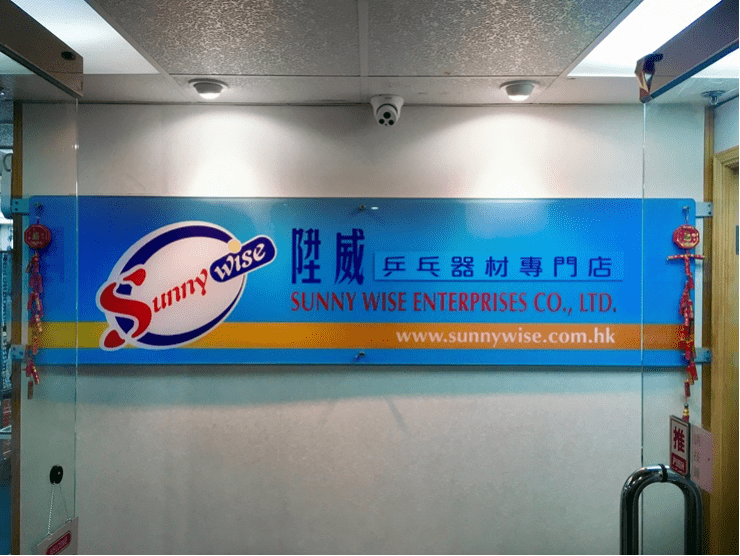 Sunny wise
陞威
乒乓器材專門店
SUNNY WISE ENTERPRISES CO., LTD.
www.sunnywise.com.hk
推